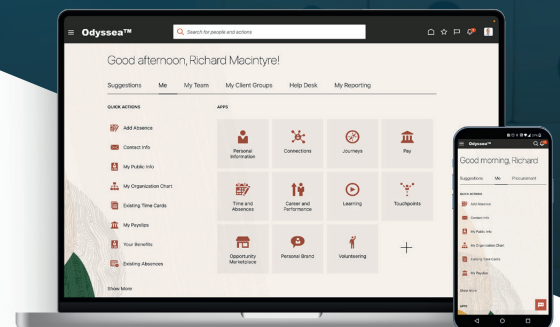 Odyssea™
Search for people and actions
Good afternoon, Richard Macintyre!
Suggestions Me My Team My Client Groups Help Desk My Reporting
QUICK ACTIONS
Add Absence
Contact Info
My Public Info
My Organization Chart
Existing Time Cards
My Payslips
Your Benefits
Existing Absences
Show More
APPS
Personal Information
Connections
Journeys
Pay
Time and Absences
Career and Performance
Learning
Touchpoints
Opportunity Marketplace
Personal Brand
Volunteering
Odyssea™
Good morning, Richard
Suggestions Me Procurement
QUICK ACTIONS
Add Absence
Contact Info
My Public Info
My Organization Chart
Existing Time Cards
My Payslips
Show More
APPS